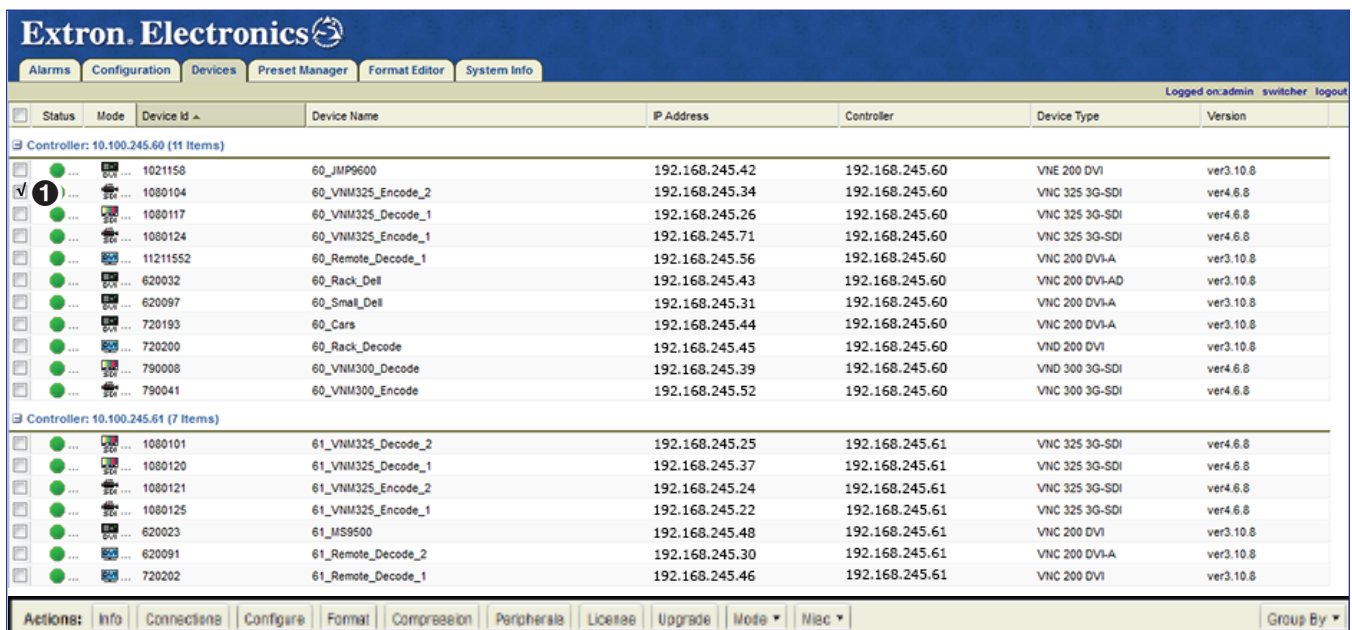 Extron. Electronics
Alarms Configuration Devices Preset Manager Format Editor System Info
Logged on:admin switcher logout
Status Mode Device Id Device Name IP Address Controller Device Type Version
Controller: 10.100.245.60 (11 Items)
DVI ... 1021158 60_JMP9600 192.168.245.42 192.168.245.60 VNE 200 DVI ver3.10.8
1 ... SDI ... 1080104 60_VNM325_Encode_2 192.168.245.34 192.168.245.60 VNC 325 3G-SDI ver4.6.8
... SDI ... 1080117 60_VNM325_Decode_1 192.168.245.26 192.168.245.60 VNC 325 3G-SDI ver4.6.8
... SDI ... 1080124 60_VNM325_Encode_1 192.168.245.71 192.168.245.60 VNC 325 3G-SDI ver4.6.8
... ... 11211552 60_Remote_Decode_1 192.168.245.56 192.168.245.60 VNC 200 DVI-A ver3.10.8
... DVI ... 620032 60_Rack_Dell 192.168.245.43 192.168.245.60 VNC 200 DVI-AD ver3.10.8
... DVI ... 620097 60_Small_Dell 192.168.245.31 192.168.245.60 VNC 200 DVI-A ver3.10.8
... DVI ... 720193 60_Cars 192.168.245.44 192.168.245.60 VNC 200 DVI-A ver3.10.8
... ... 720200 60_Rack_Decode 192.168.245.45 192.168.245.60 VND 200 DVI ver3.10.8
... SDI ... 790008 60_VNM300_Decode 192.168.245.39 192.168.245.60 VND 300 3G-SDI ver4.6.8
... SDI ... 790041 60_VNM300_Encode 192.168.245.52 192.168.245.60 VNC 300 3G-SDI ver4.6.8
Controller: 10.100.245.61 (7 Items)
... SDI ... 1080101 61_VNM325_Decode_2 192.168.245.25 192.168.245.61 VNC 325 3G-SDI ver4.6.8
... SDI ... 1080120 61_VNM325_Decode_1 192.168.245.37 192.168.245.61 VNC 325 3G-SDI ver4.6.8
... SDI ... 1080121 61_VNM325_Encode_2 192.168.245.24 192.168.245.61 VNC 325 3G-SDI ver4.6.8
... SDI ... 1080125 61_VNM325_Encode_1 192.168.245.22 192.168.245.61 VNC 325 3G-SDI ver4.6.8
... DVI ... 620023 61_MS9500 192.168.245.48 192.168.245.61 VNC 200 DVI ver3.10.8
... ... 620091 61_Remote_Decode_2 192.168.245.30 192.168.245.61 VNC 200 DVI-A ver3.10.8
... ... 720202 61_Remote_Decode_1 192.168.245.46 192.168.245.61 VNC 200 DVI ver3.10.8
Actions: Info Connections Configure Format Compression Peripherals License Upgrade Mode Misc Group By